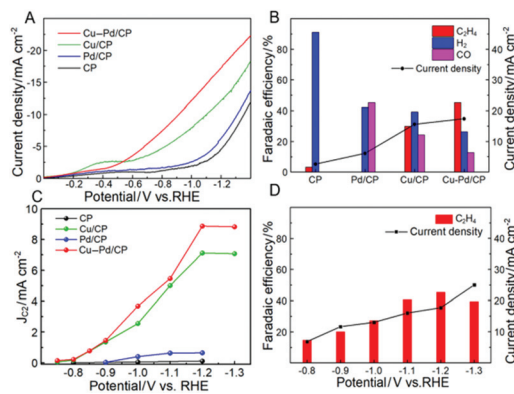 A
Cu–Pd/CP
Cu/CP
Pd/CP
CP
Current density/mA cm⁻²
-20
-15
-10
-5
0
-0.2 -0.4 -0.6 -0.8 -1.0 -1.2
Potential/V vs.RHE
B
C₂H₄
H₂
CO
Current density
Faradaic efficiency/%
80
60
40
20
CP Pd/CP Cu/CP Cu-Pd/CP
50
40
30
20
10
0
Current density/mA cm⁻²
C
CP
Cu/CP
Pd/CP
Cu–Pd/CP
J_C2/mA cm⁻²
10
8
6
4
2
0
-0.8 -0.9 -1.0 -1.1 -1.2 -1.3
Potential/V vs. RHE
D
C₂H₄
Current density
Faradaic efficiency/%
80
60
40
20
-0.8 -0.9 -1.0 -1.1 -1.2 -1.3
Potential/V vs.RHE
50
40
30
20
10
0
Current density/mA cm⁻²